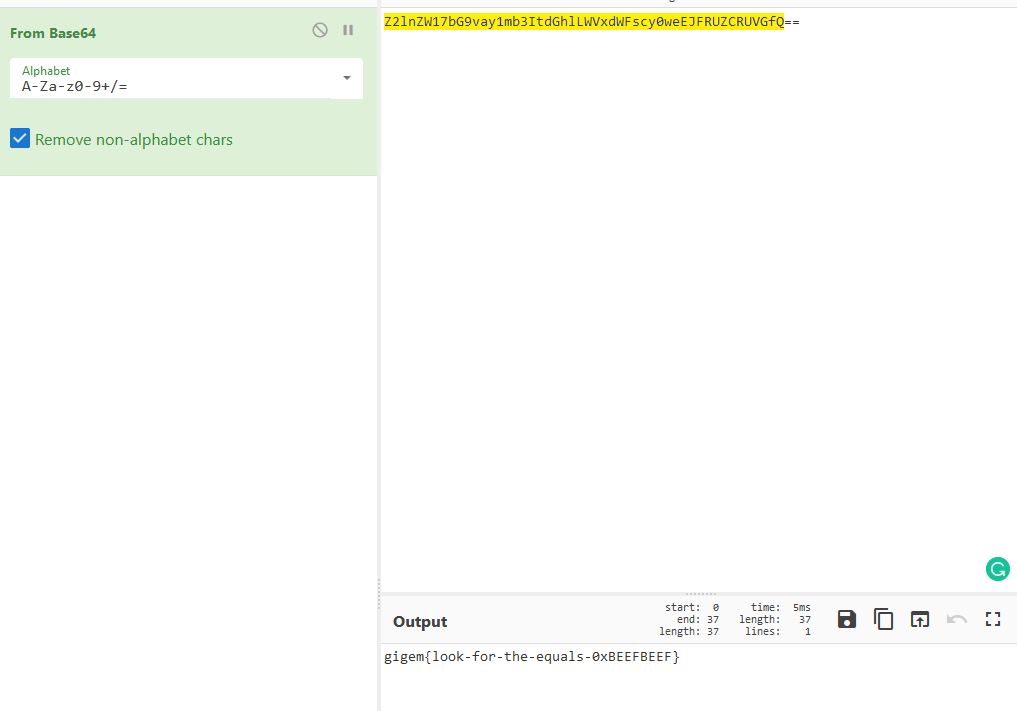 From Base64
Alphabet
A-Za-z0-9+/=
Remove non-alphabet chars
Z2lnZW17bG9vay1mb3ItdGhlLWVxdWFscy0weEJFRUZCRUVGfQ==
Output
start: 0 time: 5ms
end: 37 length: 37
length: 37 lines: 1
gigem{look-for-the-equals-0xBEEFBEEF}